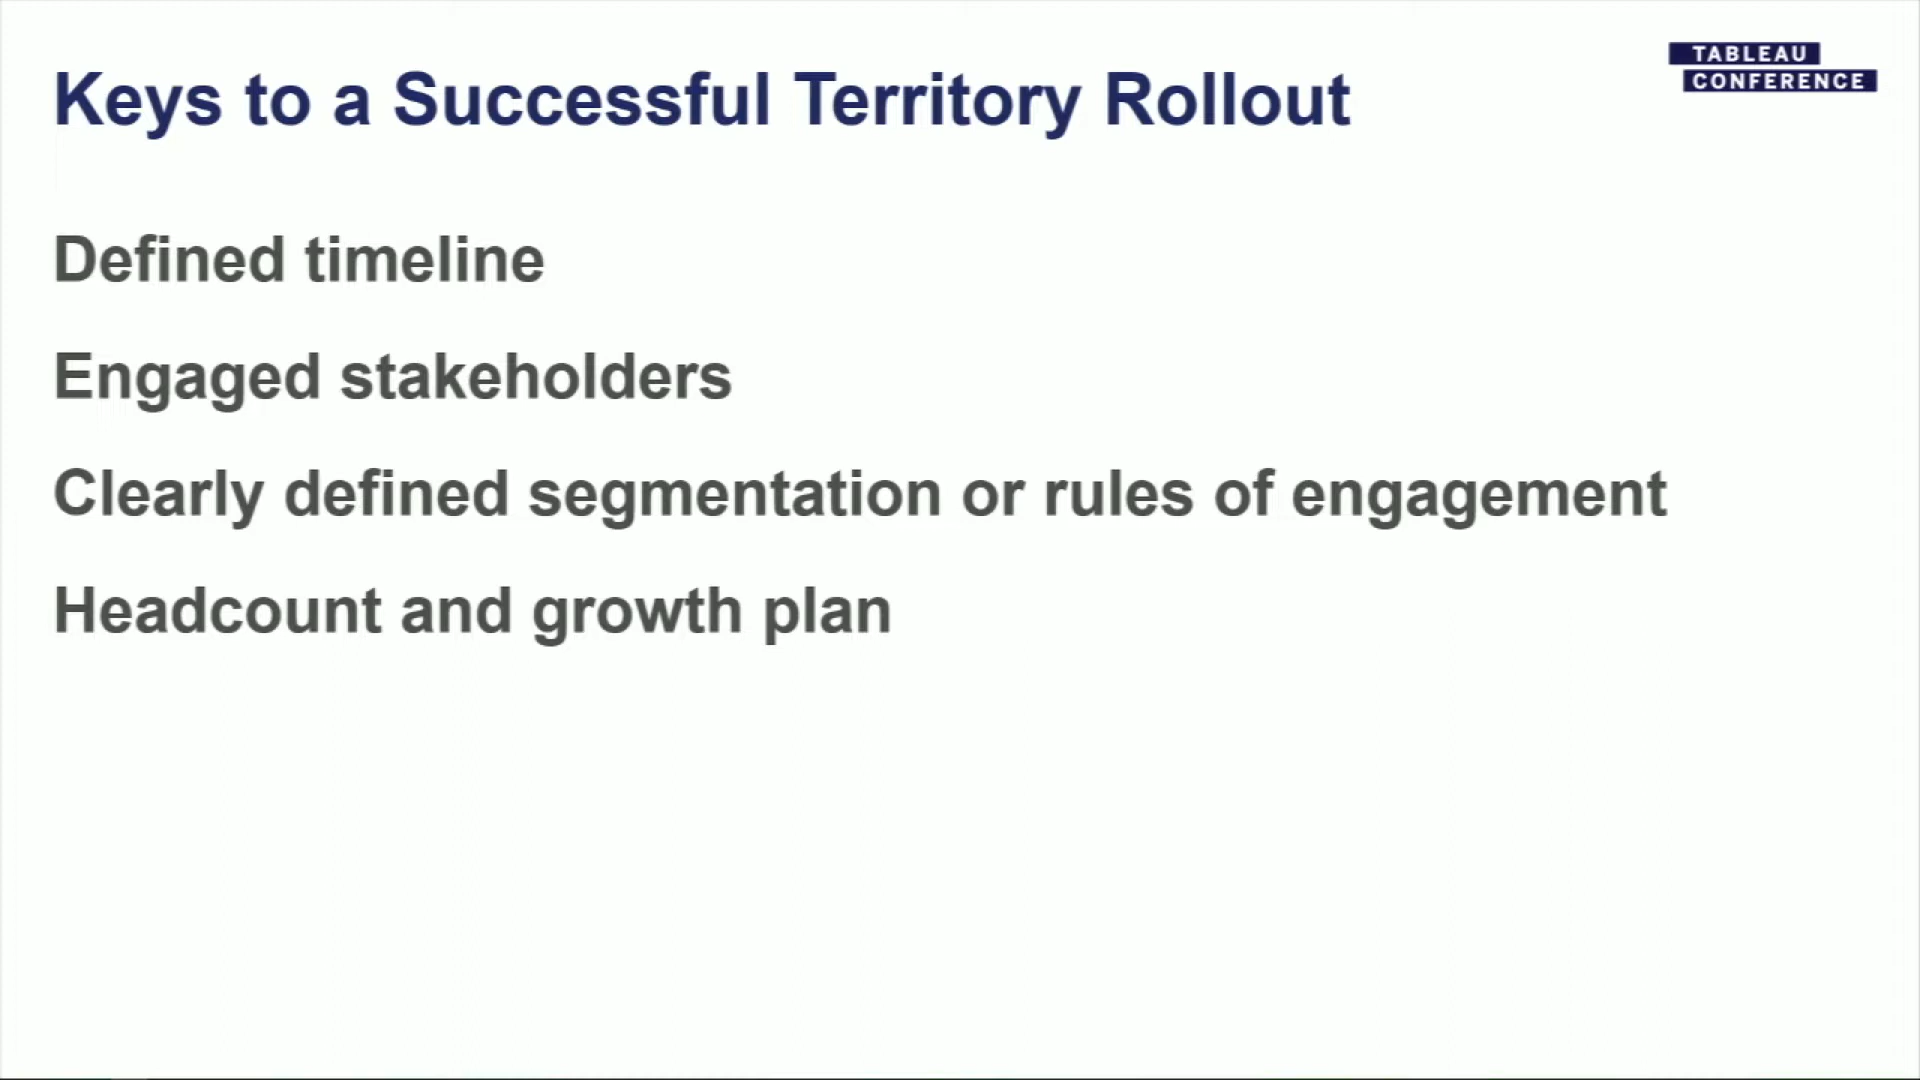 Keys to a Successful Territory Rollout
TABLEAU
CONFERENCE
Defined timeline
Engaged stakeholders
Clearly defined segmentation or rules of engagement
Headcount and growth plan